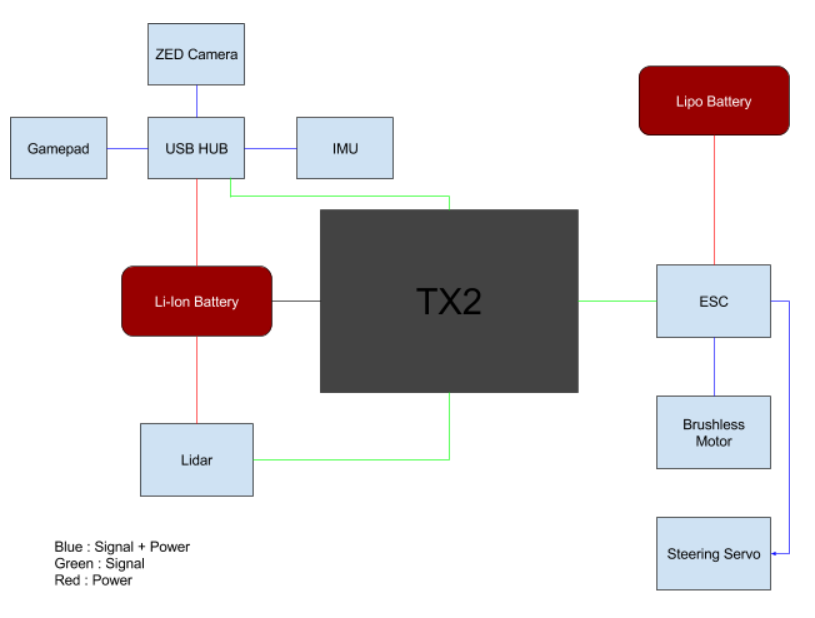 ZED Camera
Lipo Battery
Gamepad
USB HUB
IMU
Li-Ion Battery
TX2
ESC
Brushless
Motor
Lidar
Steering Servo
Blue : Signal + Power
Green : Signal
Red : Power